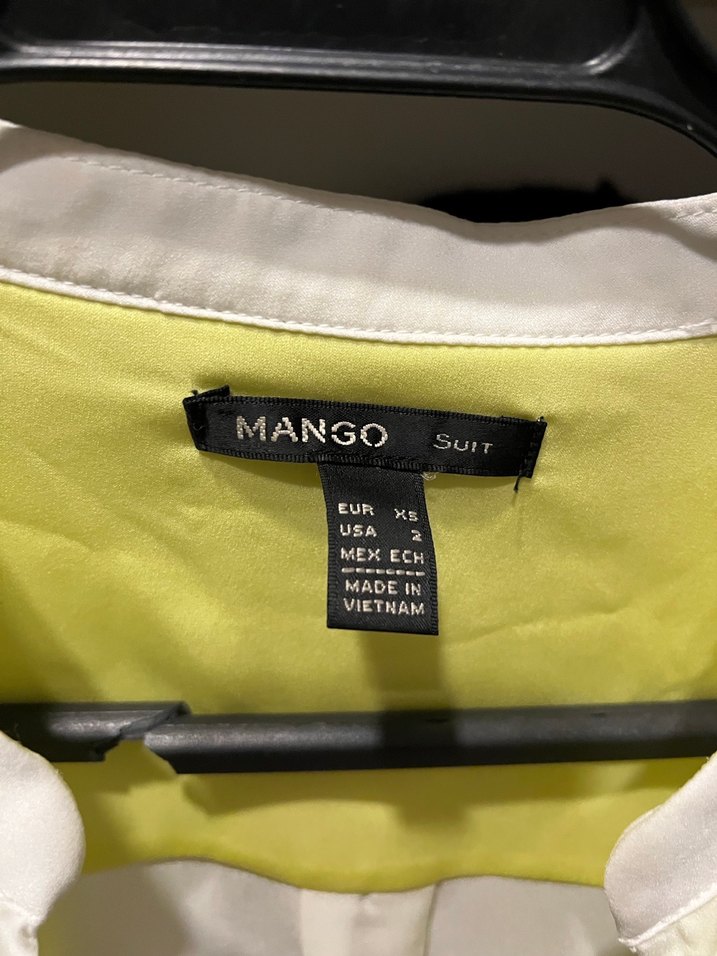 MANGO SUIT
EUR XS
USA 2
MEX ECH
MADE IN
VIETNAM